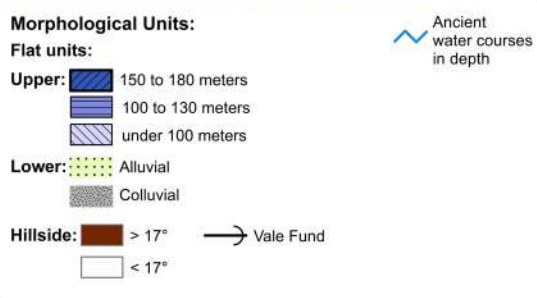 Morphological Units:
Flat units:
Upper: 150 to 180 meters
100 to 130 meters
under 100 meters
Lower: Alluvial
Colluvial
Hillside: > 17° Vale Fund
< 17°
Ancient
water courses
in depth